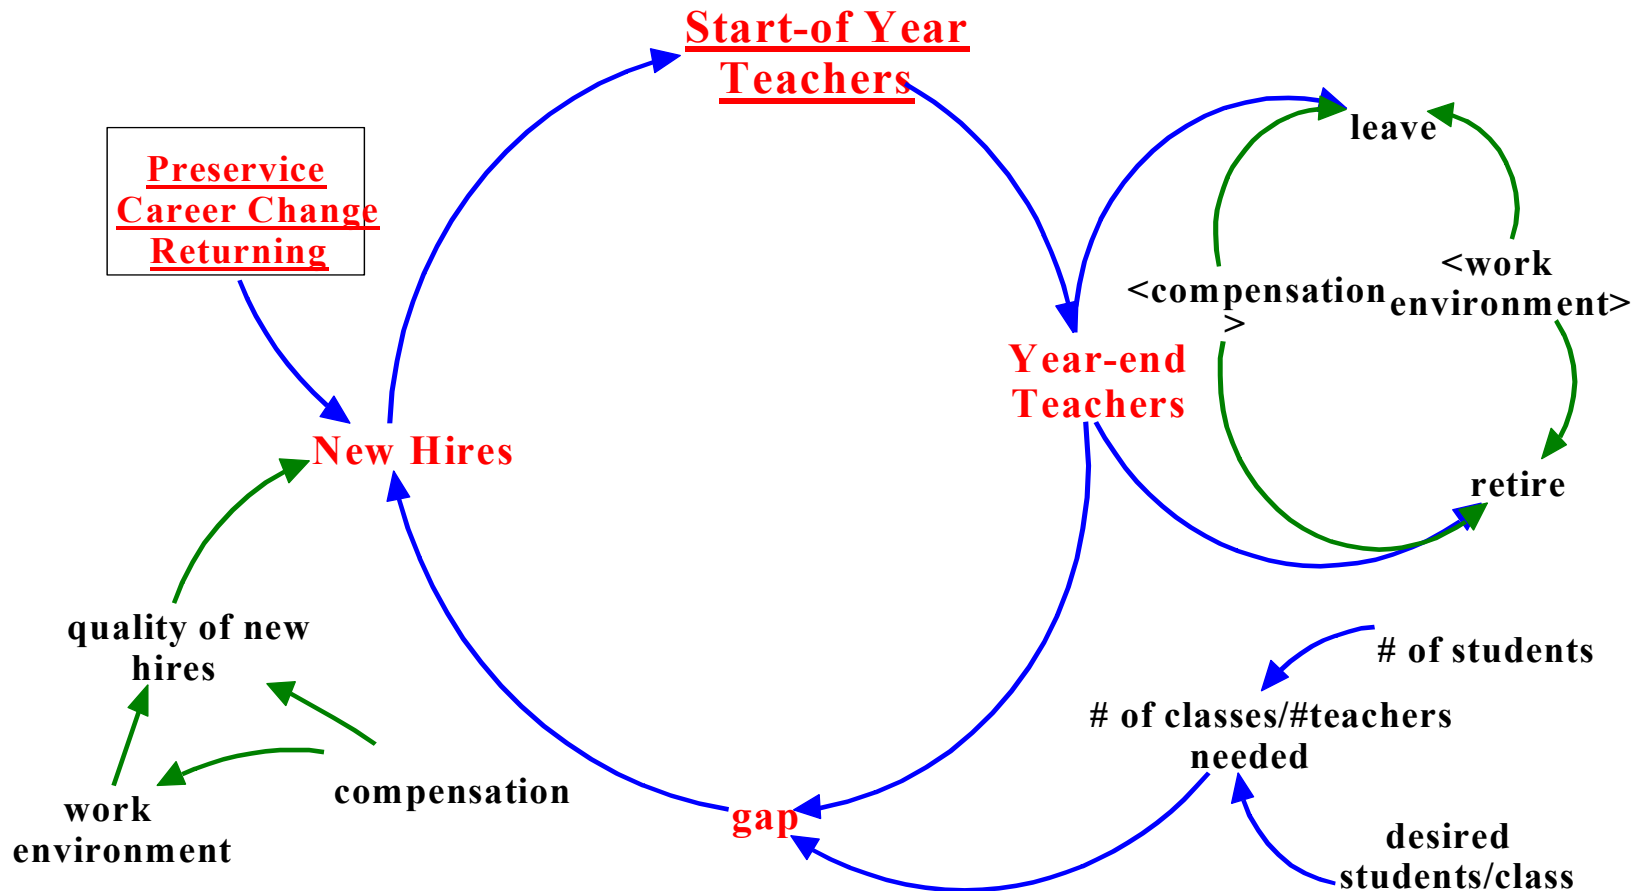 Start-of Year
Teachers
leave
Preservice
Career Change
Returning
<work
environment>
<compensation
>
Year-end
Teachers
New Hires
retire
quality of new
hires
# of students
# of classes/#teachers
needed
compensation
work
environment
gap
desired
students/class